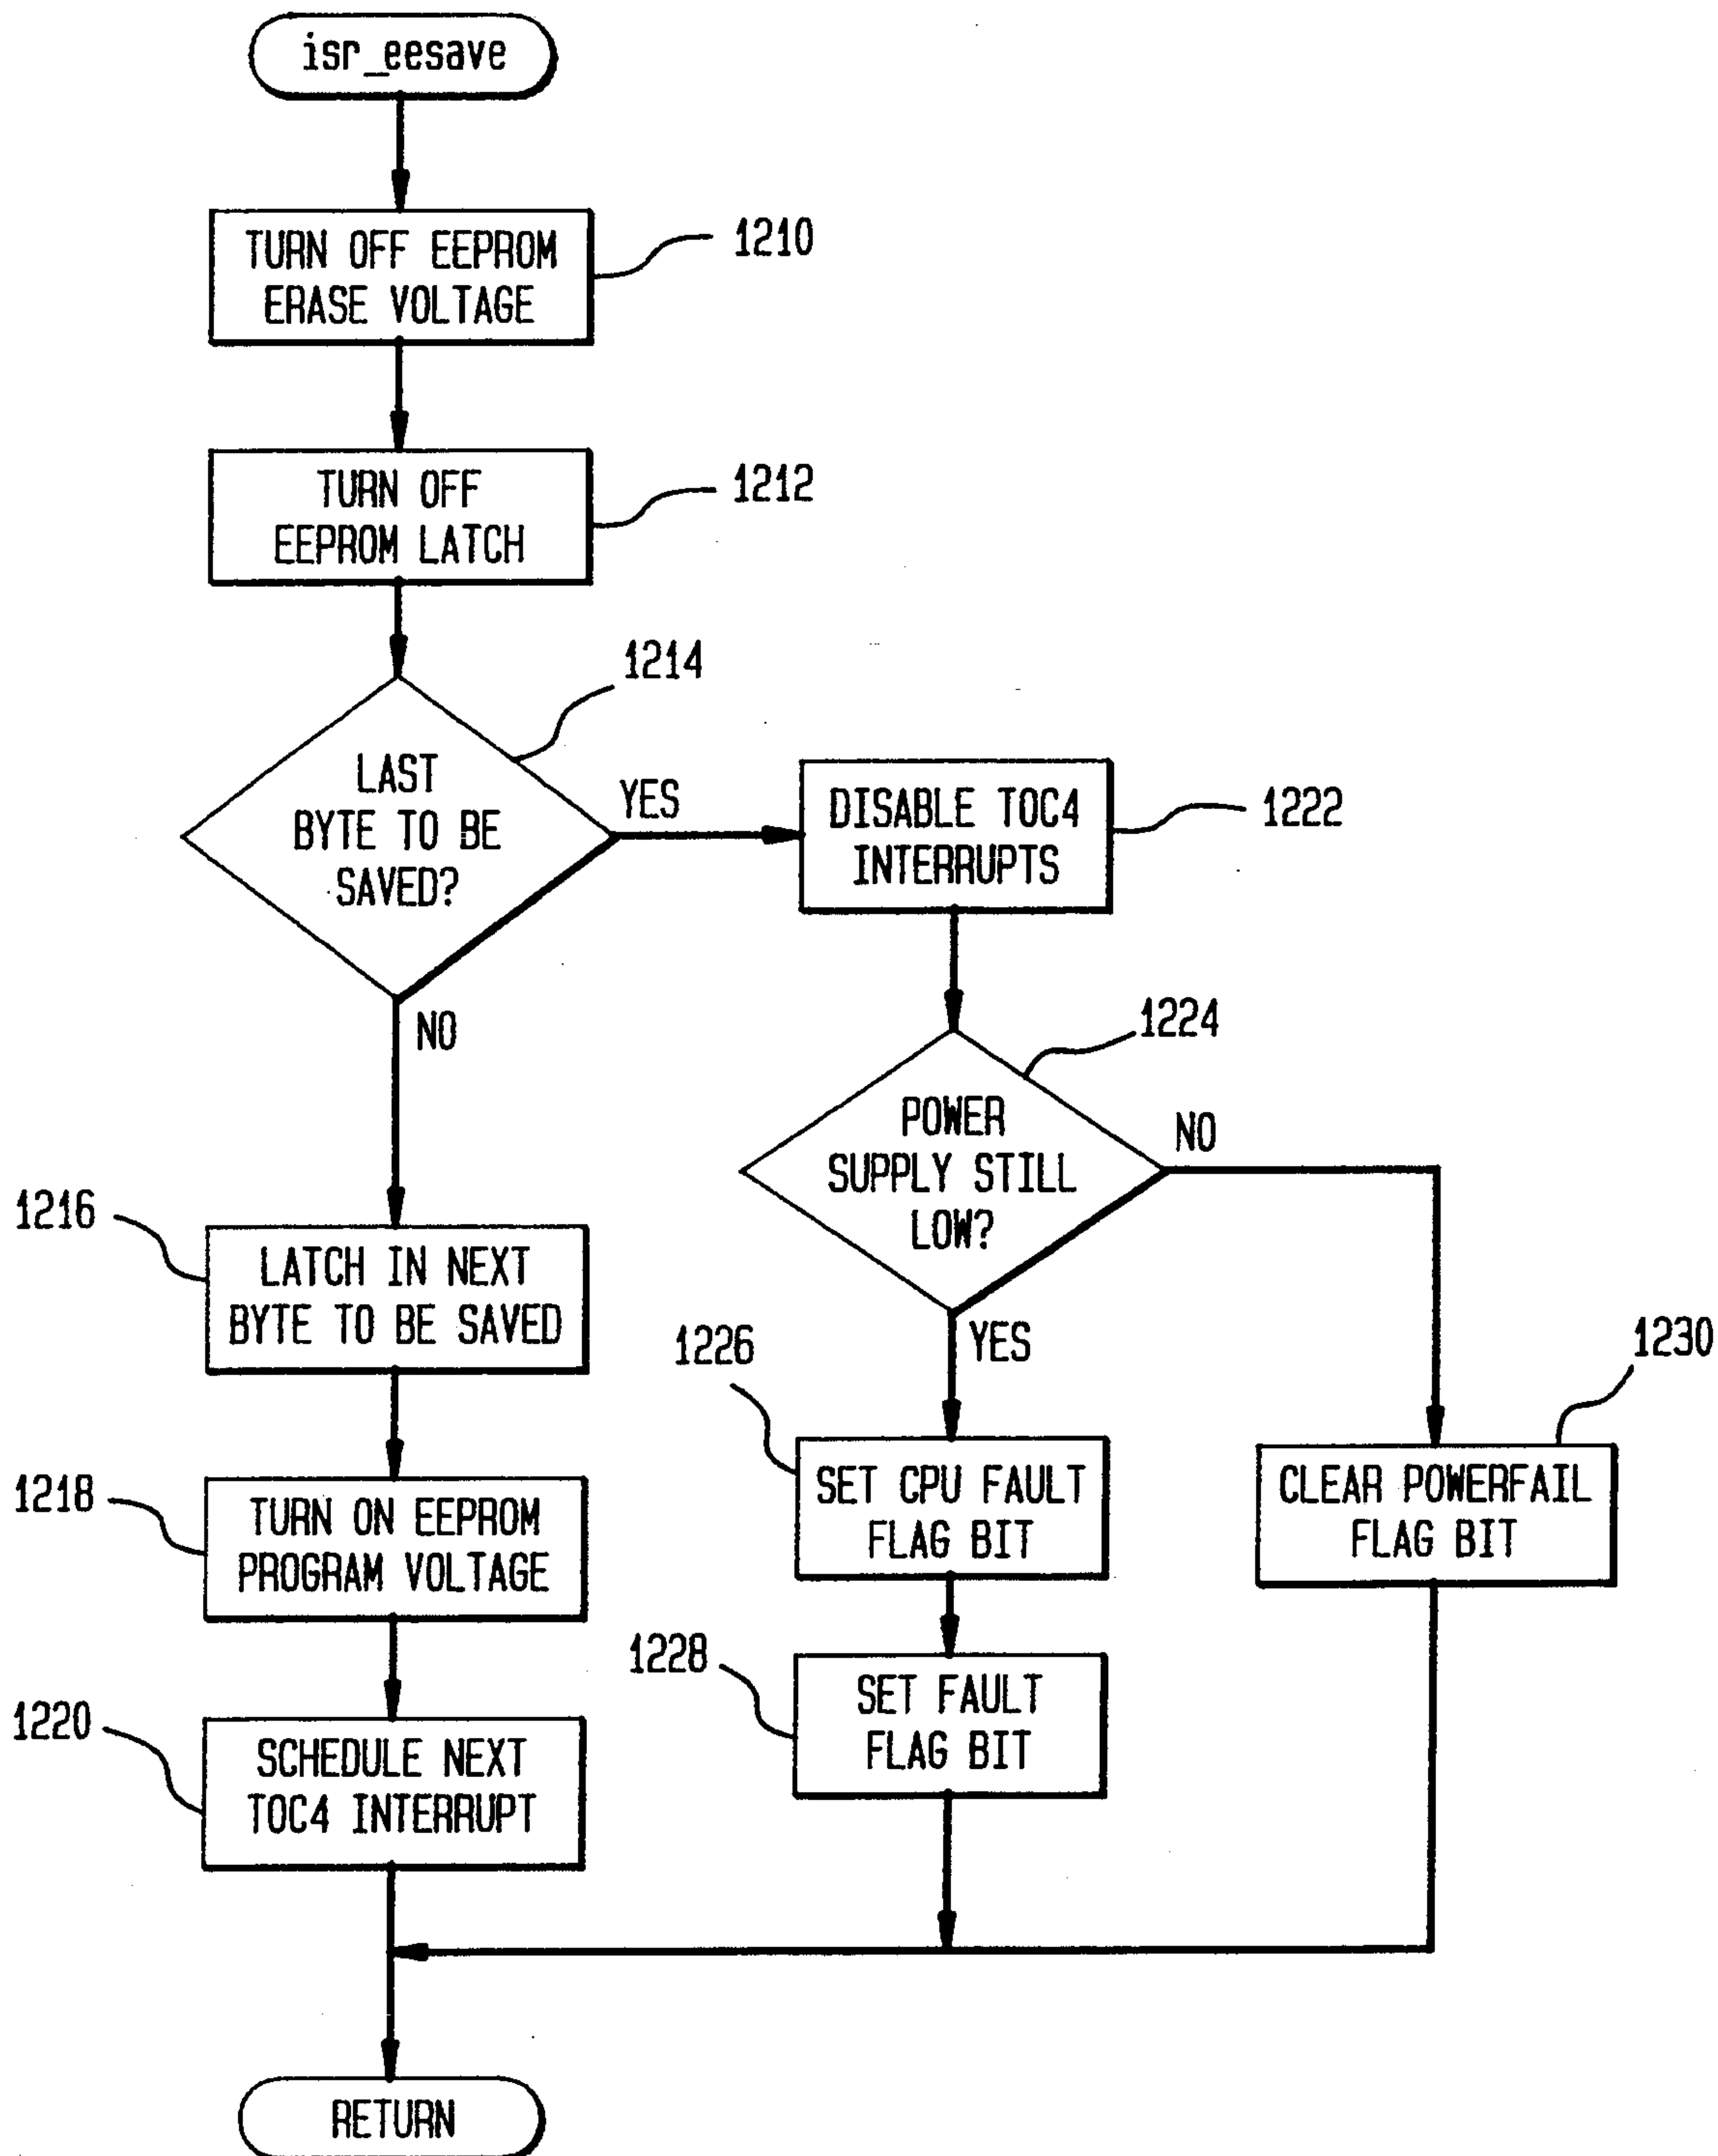 isr_eesave
TURN OFF EEPROM
ERASE VOLTAGE
1210
TURN OFF
EEPROM LATCH
1212
1214
LAST
BYTE TO BE
SAVED?
YES
NO
DISABLE TOC4
INTERRUPTS
1222
1224
POWER
SUPPLY STILL
LOW?
NO
YES
1216
LATCH IN NEXT
BYTE TO BE SAVED
1218
TURN ON EEPROM
PROGRAM VOLTAGE
1220
SCHEDULE NEXT
TOC4 INTERRUPT
1226
SET CPU FAULT
FLAG BIT
1228
SET FAULT
FLAG BIT
1230
CLEAR POWERFAIL
FLAG BIT
RETURN